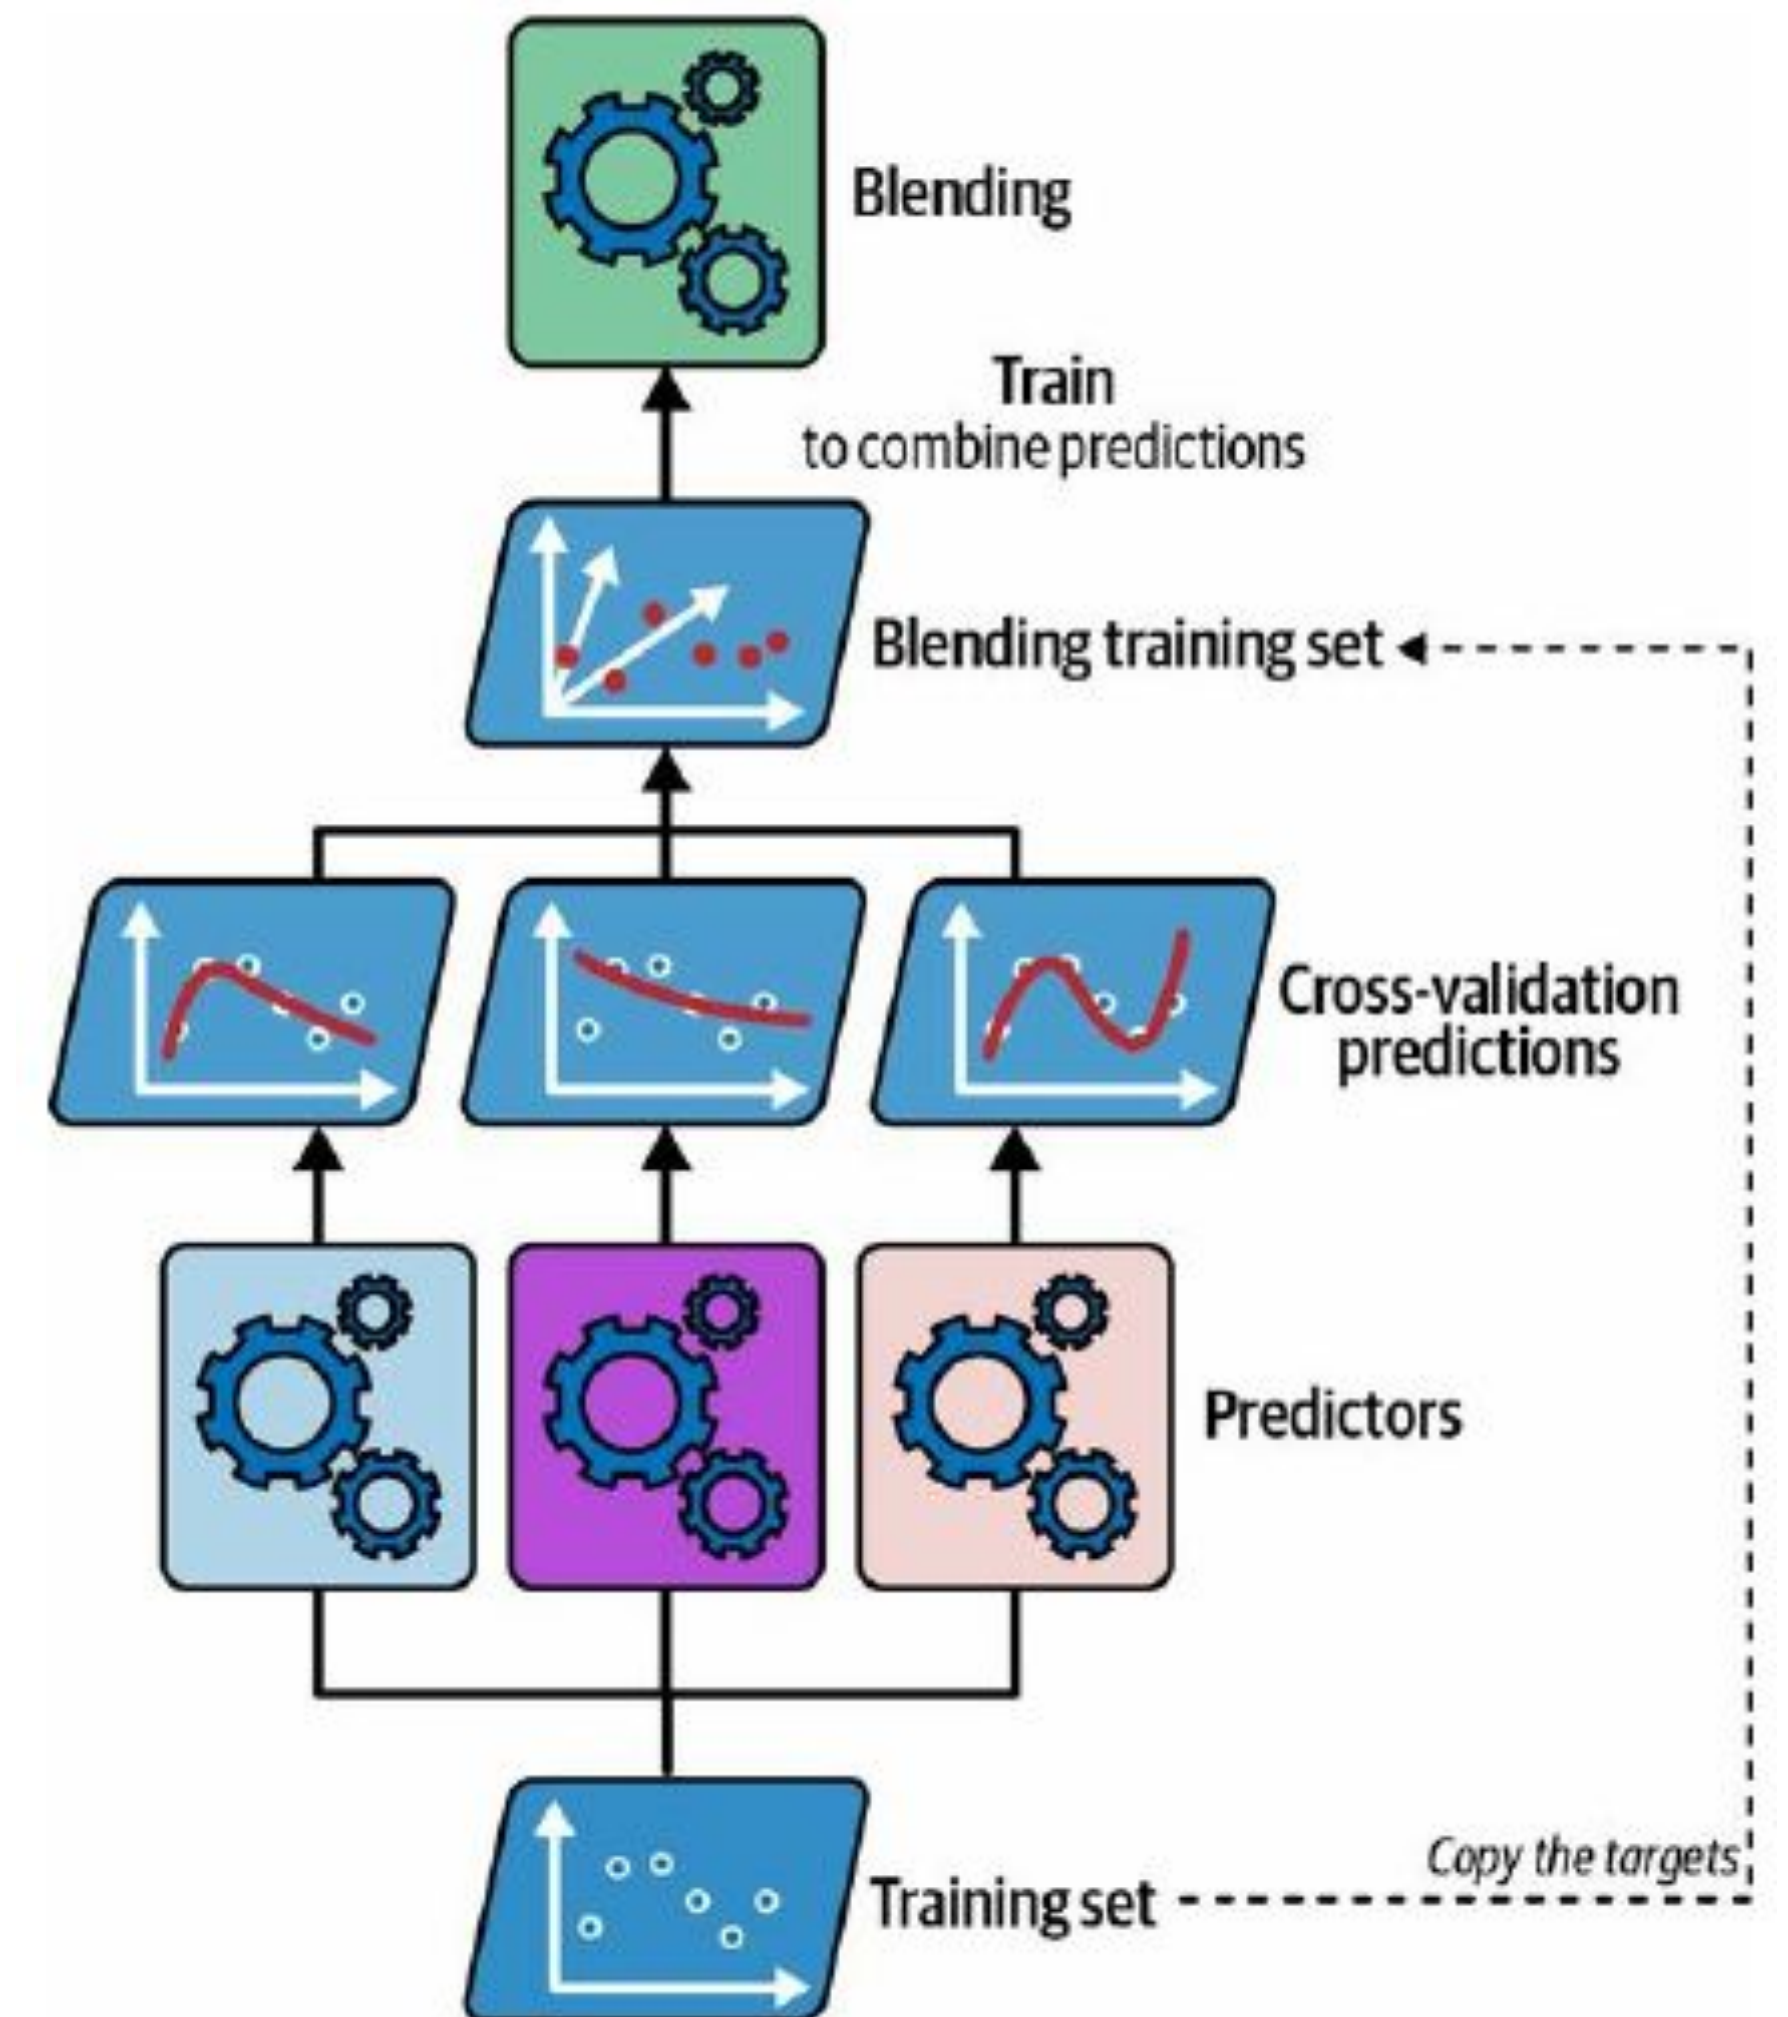 Blending
Train
to combine predictions
Blending training set
Cross-validation
predictions
Predictors
Copy the targets
Training set